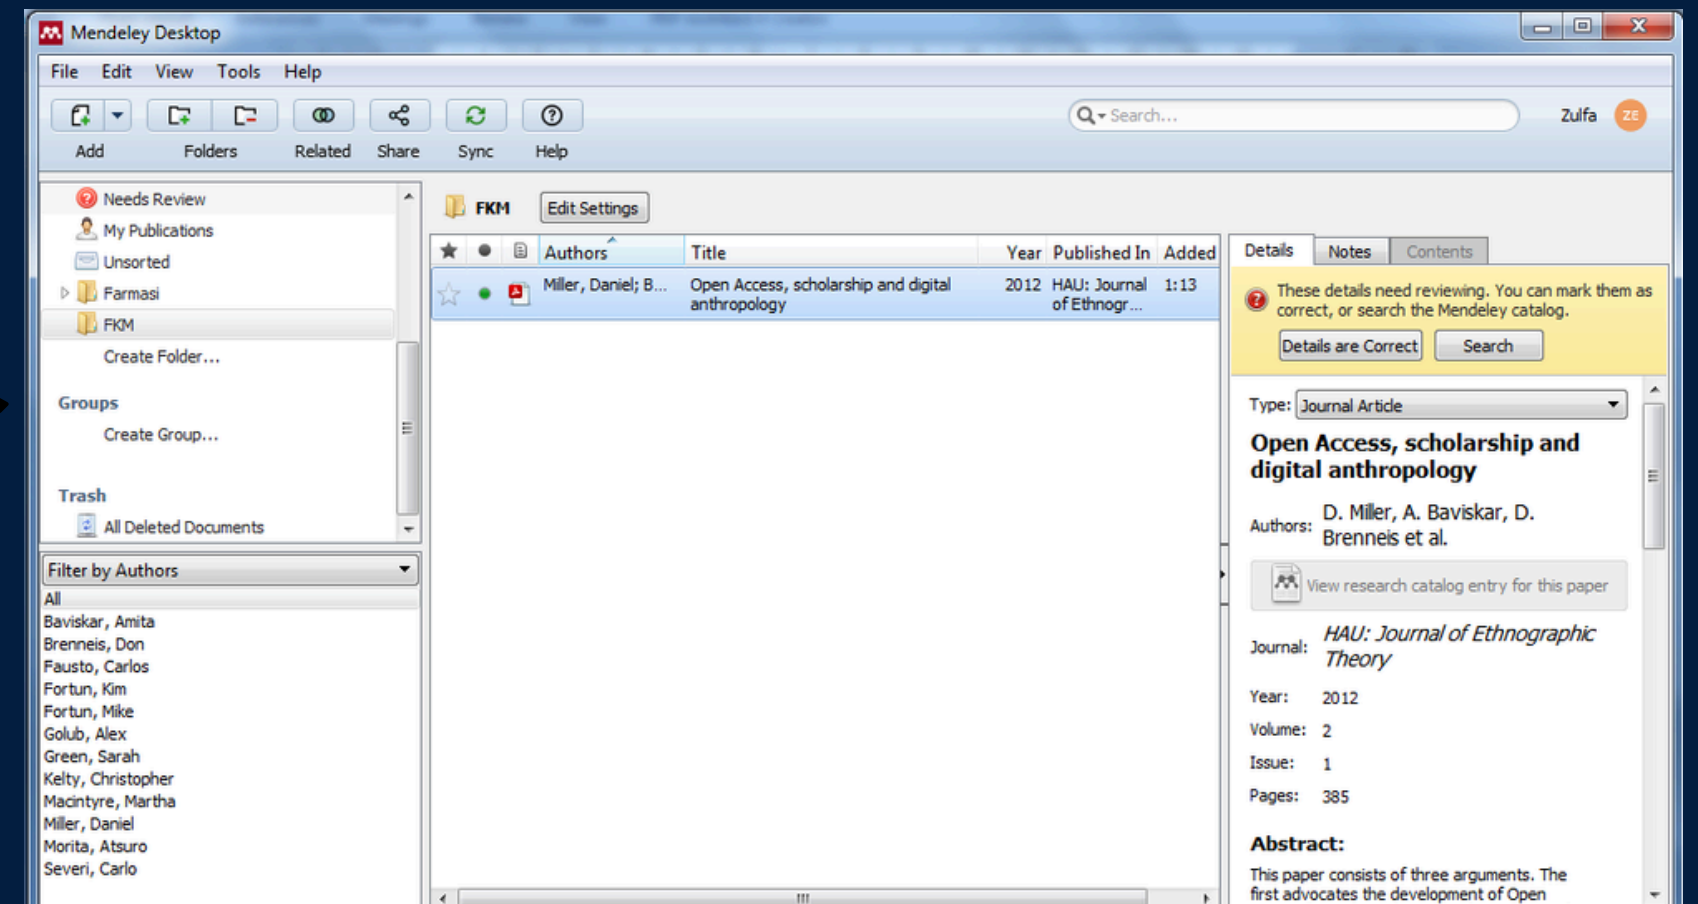 Mendeley Desktop
File Edit View Tools Help
Search...
Zulfa ZE
Add Folders Related Share Sync Help
Needs Review
My Publications
Unsorted
Farmasi
FKM
Create Folder...
Groups
Create Group...
Trash
All Deleted Documents
Filter by Authors
All
Baviskar, Amita
Brenneis, Don
Fausto, Carlos
Fortun, Kim
Fortun, Mike
Golub, Alex
Green, Sarah
Kelty, Christopher
Macintyre, Martha
Miller, Daniel
Morita, Atsuro
Severi, Carlo
FKM Edit Settings
Authors Title Year Published In Added
Miller, Daniel; B... Open Access, scholarship and digital 2012 HAU: Journal 1:13
anthropology of Ethnogr...
Details Notes Contents
These details need reviewing. You can mark them as
correct, or search the Mendeley catalog.
Details are Correct Search
Type: Journal Article
Open Access, scholarship and
digital anthropology
Authors: D. Miller, A. Baviskar, D.
Brenneis et al.
View research catalog entry for this paper
Journal: HAU: Journal of Ethnographic
Theory
Year: 2012
Volume: 2
Issue: 1
Pages: 385
Abstract:
This paper consists of three arguments. The
first advocates the development of Open